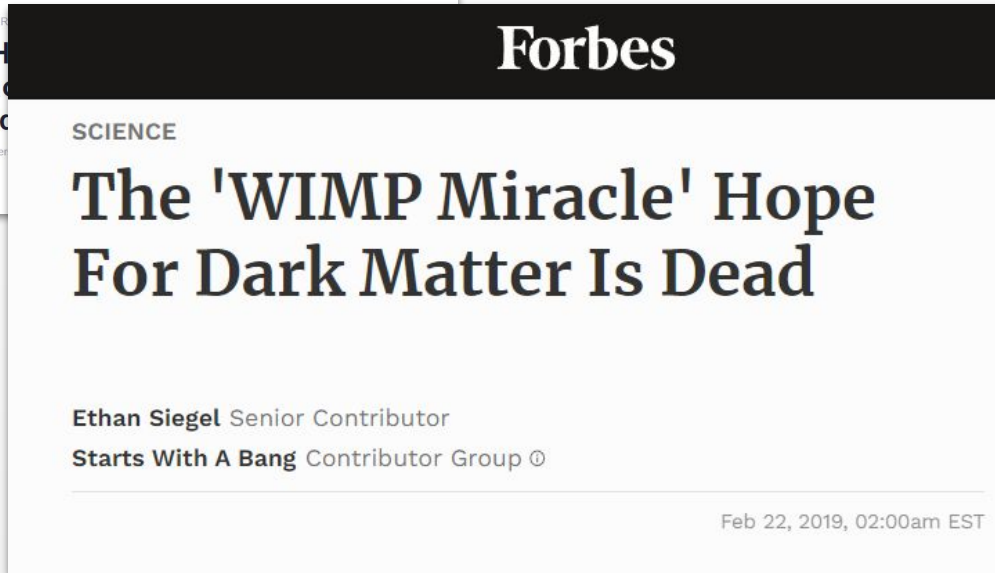 Forbes
SCIENCE
The 'WIMP Miracle' Hope
For Dark Matter Is Dead
Ethan Siegel Senior Contributor
Starts With A Bang Contributor Group ⓘ
Feb 22, 2019, 02:00am EST